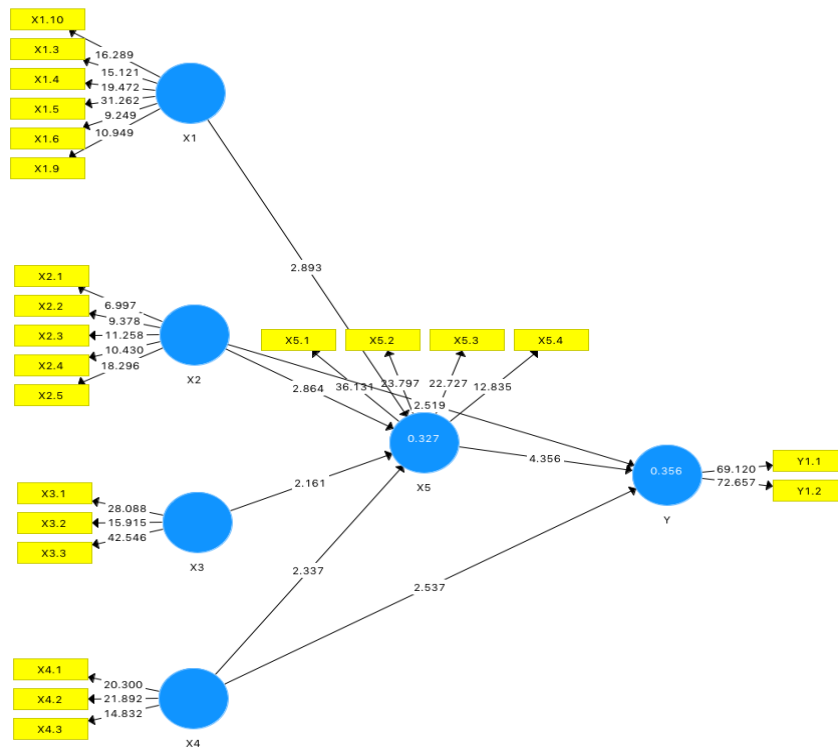 X1.10
X1.3
X1.4
X1.5
X1.6
X1.9
16.289
15.121
19.472
31.262
9.249
10.949
X1
2.893
X2.1
X2.2
X2.3
X2.4
X2.5
6.997
9.378
11.258
10.430
18.296
X2
2.864
2.519
X5.1
X5.2
X5.3
X5.4
36.131
23.797
22.727
12.835
0.327
X5
4.356
0.356
Y
69.120
72.657
Y1.1
Y1.2
X3.1
X3.2
X3.3
28.088
15.915
42.546
X3
2.161
2.337
2.537
X4.1
X4.2
X4.3
20.300
21.892
14.832
X4